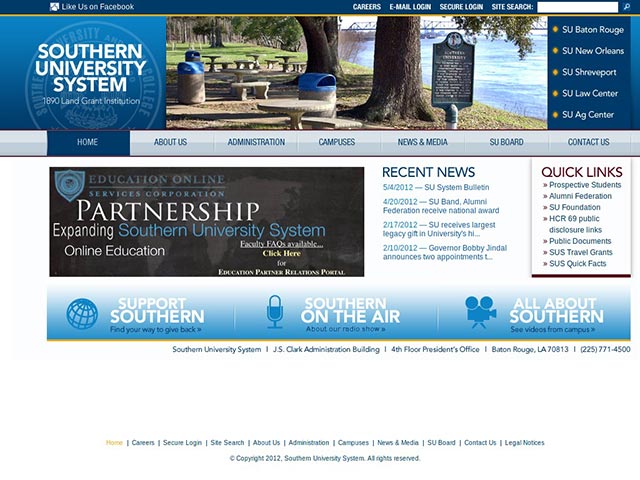 Like Us on Facebook
CAREERS E-MAIL LOGIN SECURE LOGIN SITE SEARCH:
SOUTHERN
UNIVERSITY
SYSTEM
1890 Land Grant Institution
SU Baton Rouge
SU New Orleans
SU Shreveport
SU Law Center
SU Ag Center
HOME ABOUT US ADMINISTRATION CAMPUSES NEWS & MEDIA SU BOARD CONTACT US
EDUCATION ONLINE
SERVICES CORPORATION
PARTNERSHIP
Expanding Southern University System
Online Education
Faculty FAQs available...
Click Here
for
EDUCATION PARTNER RELATIONS PORTAL
RECENT NEWS
5/4/2012 — SU System Bulletin
4/20/2012 — SU Band, Alumni
Federation receive national award
2/17/2012 — SU receives largest
legacy gift in University's hi...
2/10/2012 — Governor Bobby Jindal
announces two appointments t...
QUICK LINKS
» Prospective Students
» Alumni Federation
» SU Foundation
» HCR 69 public
disclosure links
» Public Documents
» SUS Travel Grants
» SUS Quick Facts
SUPPORT
SOUTHERN
Find your way to give back »
SOUTHERN
ON THE AIR
About our radio show »
ALL ABOUT
SOUTHERN
See videos from campus »
Southern University System | J.S. Clark Administration Building | 4th Floor President's Office | Baton Rouge, LA 70813 | (225) 771-4500
Home | Careers | Secure Login | Site Search | About Us | Administration | Campuses | News & Media | SU Board | Contact Us | Legal Notices
© Copyright 2012, Southern University System. All rights reserved.